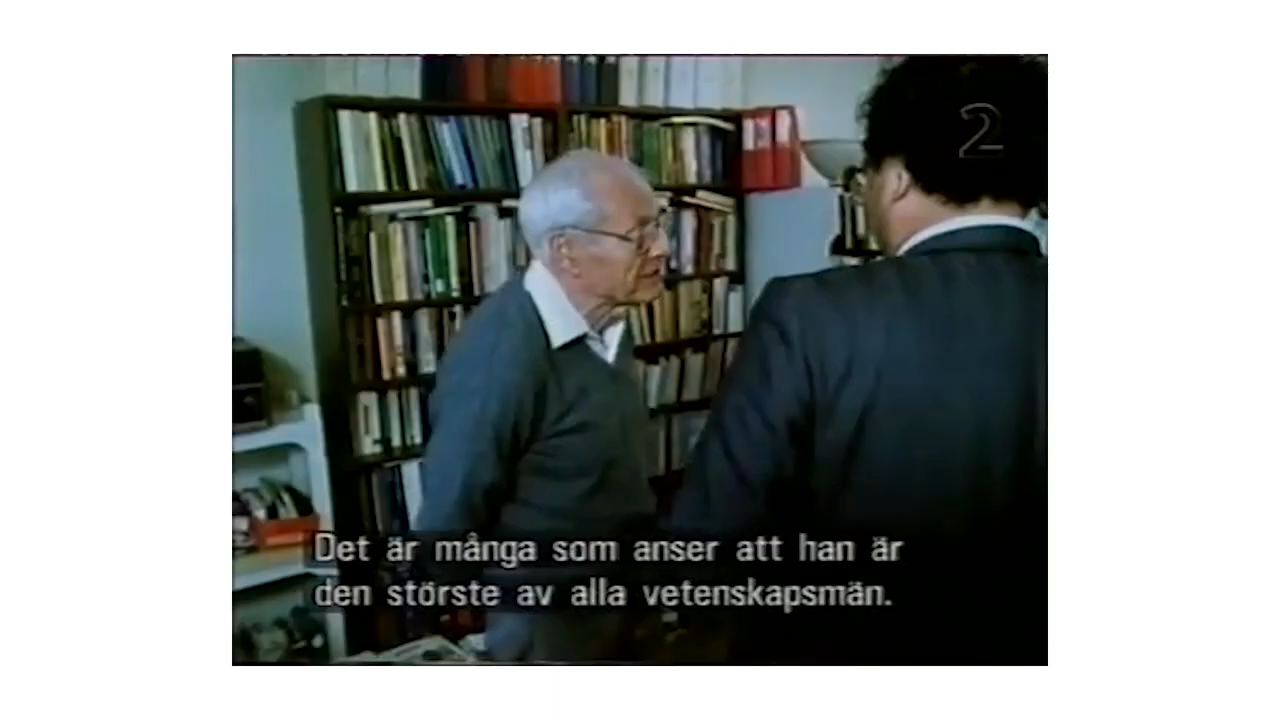 2
Det är många som anser att han är
den störste av alla vetenskapsmän.